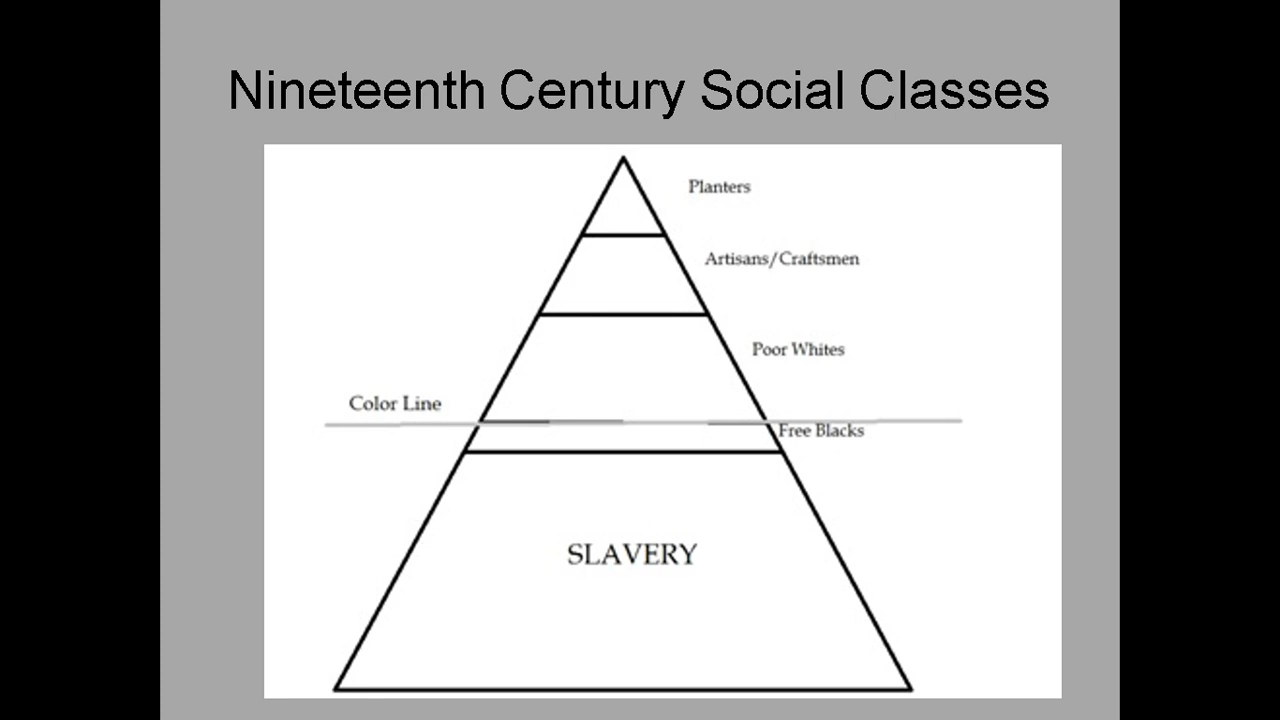 Nineteenth Century Social Classes
Planters
Artisans/Craftsmen
Poor Whites
Color Line
Free Blacks
SLAVERY